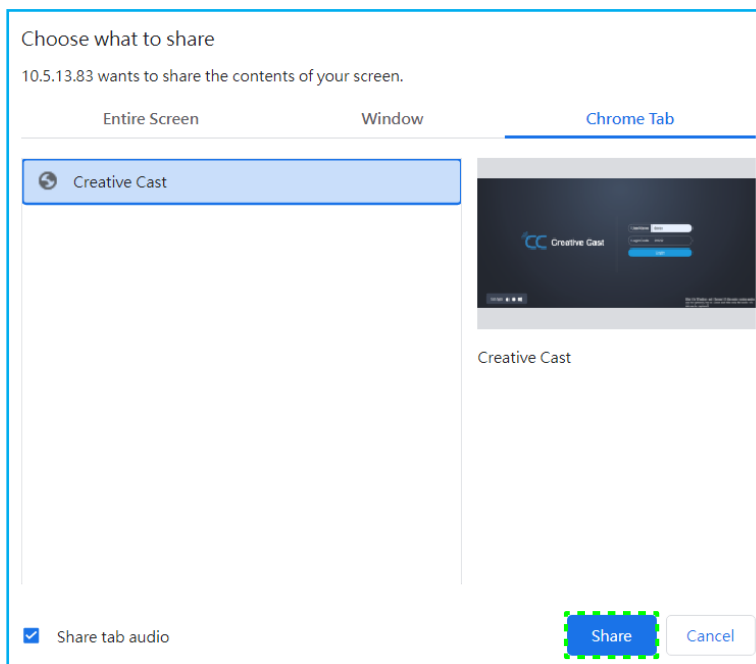 Choose what to share
10.5.13.83 wants to share the contents of your screen.
Entire Screen
Window
Chrome Tab
Creative Cast
CC Creative Cast
Login
Creative Cast
Share tab audio
Share
Cancel